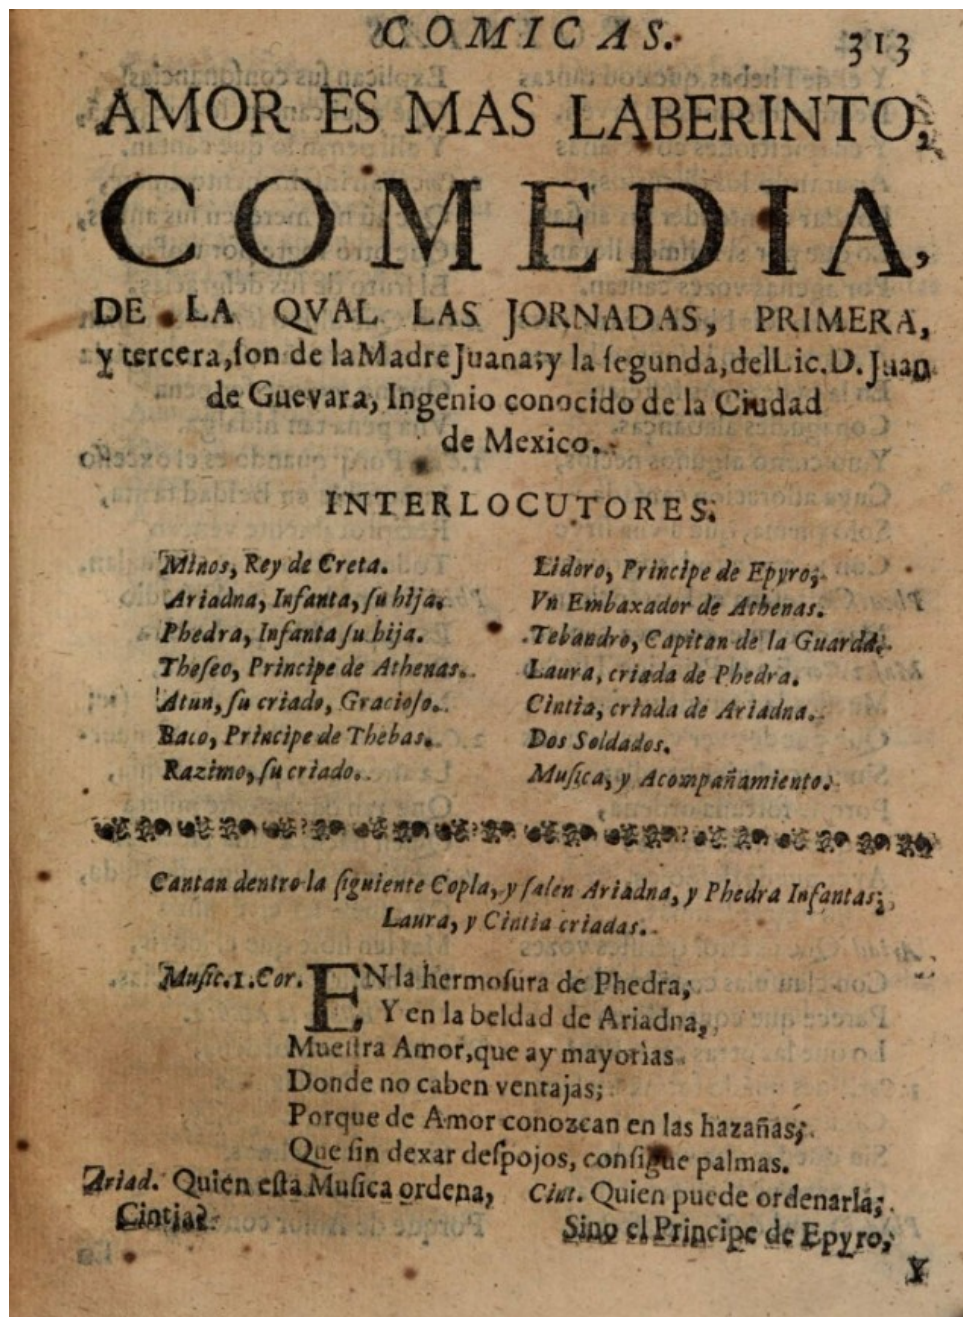 COMICAS.
313
AMOR ES MAS LABERINTO,
COMEDIA,
DE LA QVAL LAS JORNADAS, PRIMERA,
y tercera, ſon de la Madre Juana; y la ſegunda, del Lic. D. Juan
de Guevara, Ingenio conocido de la Ciudad
de Mexico.
INTERLOCUTORES.
Minos, Rey de Creta.
Ariadna, Infanta, ſu hija.
Phedra, Infanta ſu hija.
Theſeo, Principe de Athenas.
Atun, ſu criado, Gracioſo.
Baco, Principe de Thebas.
Razimo, ſu criado.
Lidoro, Principe de Epyro;
Vn Embaxador de Athenas.
Tebandro, Capitan de la Guarda.
Laura, criada de Phedra.
Cintia, criada de Ariadna.
Dos Soldados.
Muſica, y Acompañamiento.
Cantan dentro la ſiguiente Copla, y ſalen Ariadna, y Phedra Infantas;
Laura, y Cintia criadas.
Muſic. 1. Cor. EN la hermoſura de Phedra,
Y en la beldad de Ariadna,
Mueſtra Amor, que ay mayorìas
Donde no caben ventajas;
Porque de Amor conozcan en las hazañas,
Que ſin dexar deſpojos, conſigue palmas.
Ariad. Quien eſta Muſica ordena,
Cintia?
Cint. Quien puede ordenarla;
Sino el Principe de Epyro,
Y